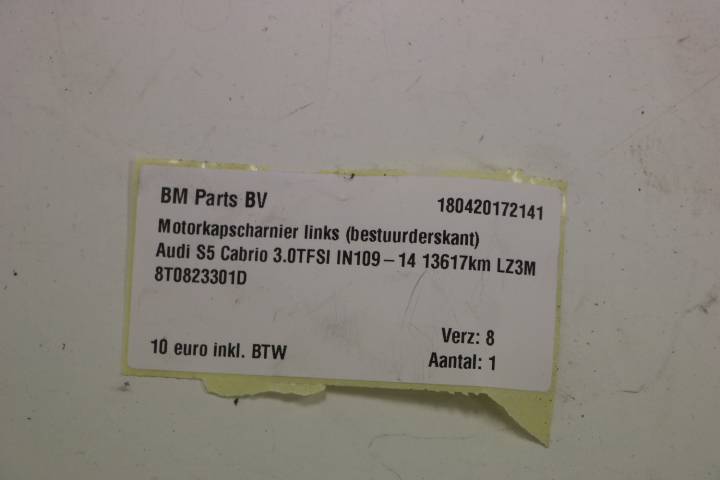 BM Parts BV 180420172141
Motorkapscharnier links (bestuurderskant)
Audi S5 Cabrio 3.0TFSI IN109-14 13617km LZ3M
8T0823301D
Verz: 8
10 euro inkl. BTW Aantal: 1